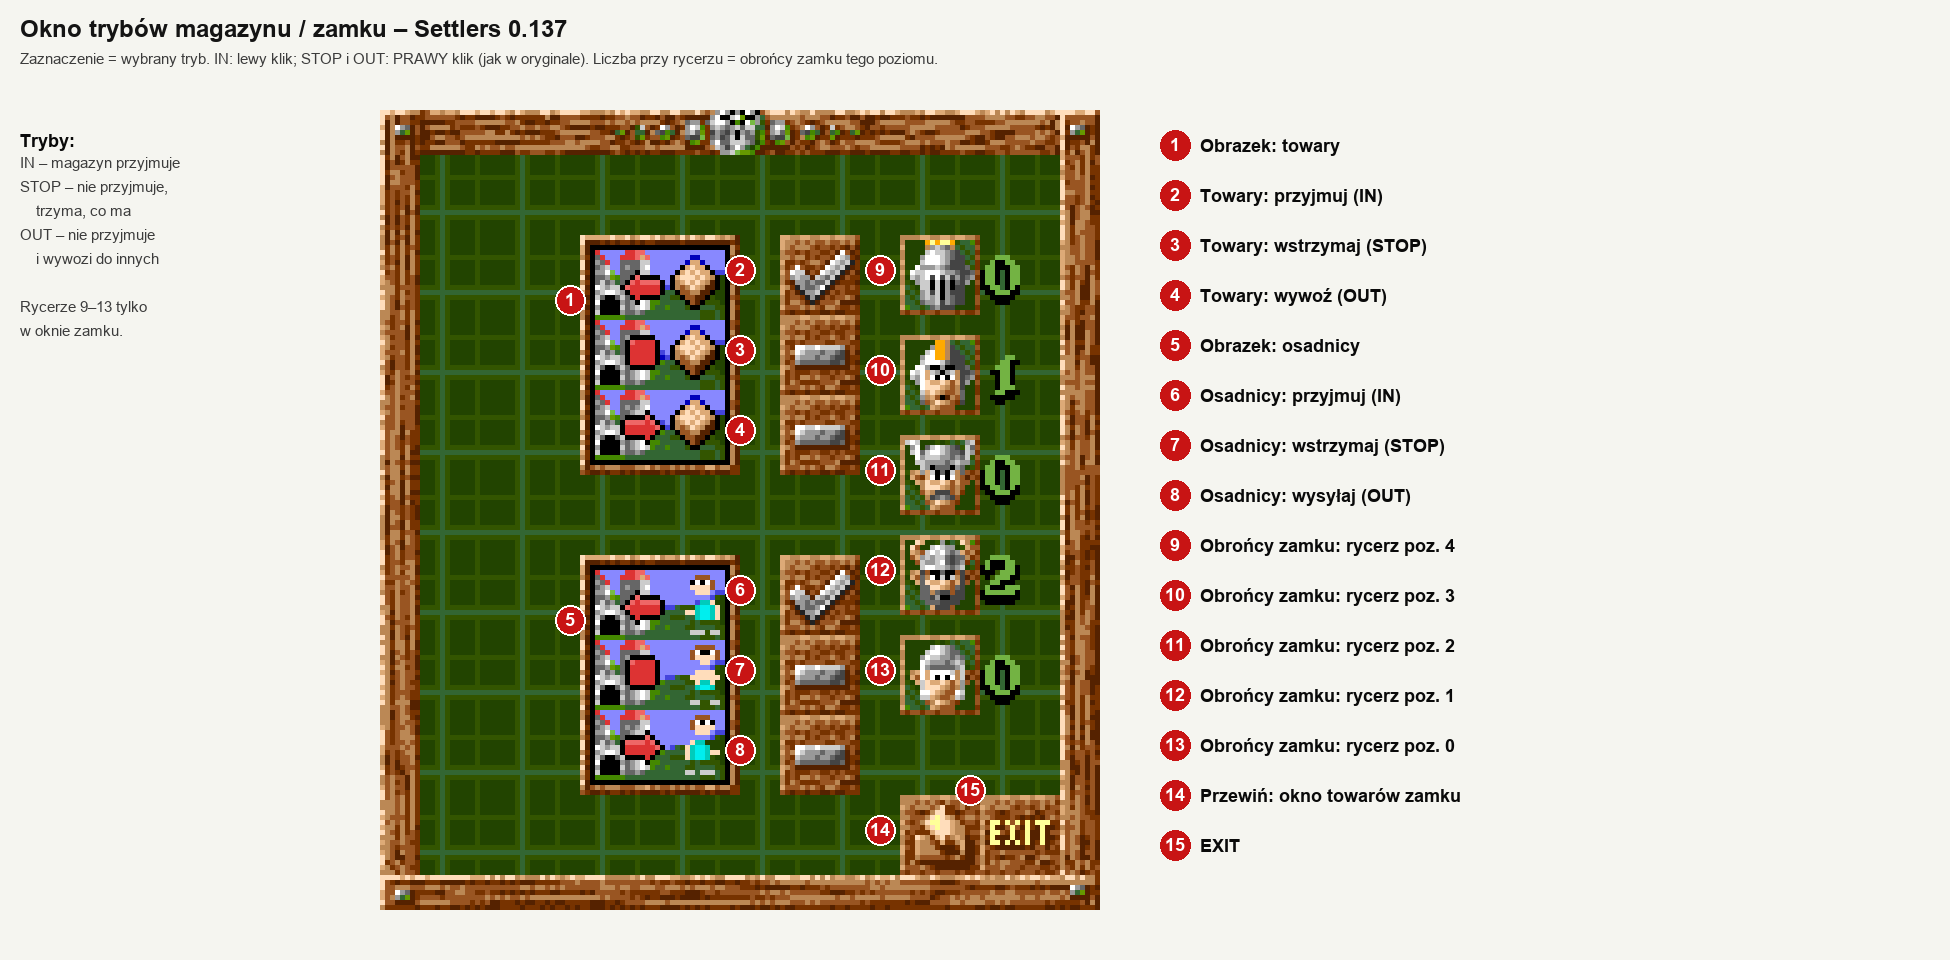 Okno trybów magazynu / zamku – Settlers 0.137
Zaznaczenie = wybrany tryb. IN: lewy klik; STOP i OUT: PRAWY klik (jak w oryginale). Liczba przy rycerzu = obrońcy zamku tego poziomu.
Tryby:
IN – magazyn przyjmuje
STOP – nie przyjmuje,
trzyma, co ma
OUT – nie przyjmuje
i wywozi do innych
Rycerze 9–13 tylko
w oknie zamku.
1
2
3
4
5
6
7
8
9 0
10 1
11 0
12 2
13 0
14
15
EXIT
1 Obrazek: towary
2 Towary: przyjmuj (IN)
3 Towary: wstrzymaj (STOP)
4 Towary: wywoź (OUT)
5 Obrazek: osadnicy
6 Osadnicy: przyjmuj (IN)
7 Osadnicy: wstrzymaj (STOP)
8 Osadnicy: wysyłaj (OUT)
9 Obrońcy zamku: rycerz poz. 4
10 Obrońcy zamku: rycerz poz. 3
11 Obrońcy zamku: rycerz poz. 2
12 Obrońcy zamku: rycerz poz. 1
13 Obrońcy zamku: rycerz poz. 0
14 Przewiń: okno towarów zamku
15 EXIT